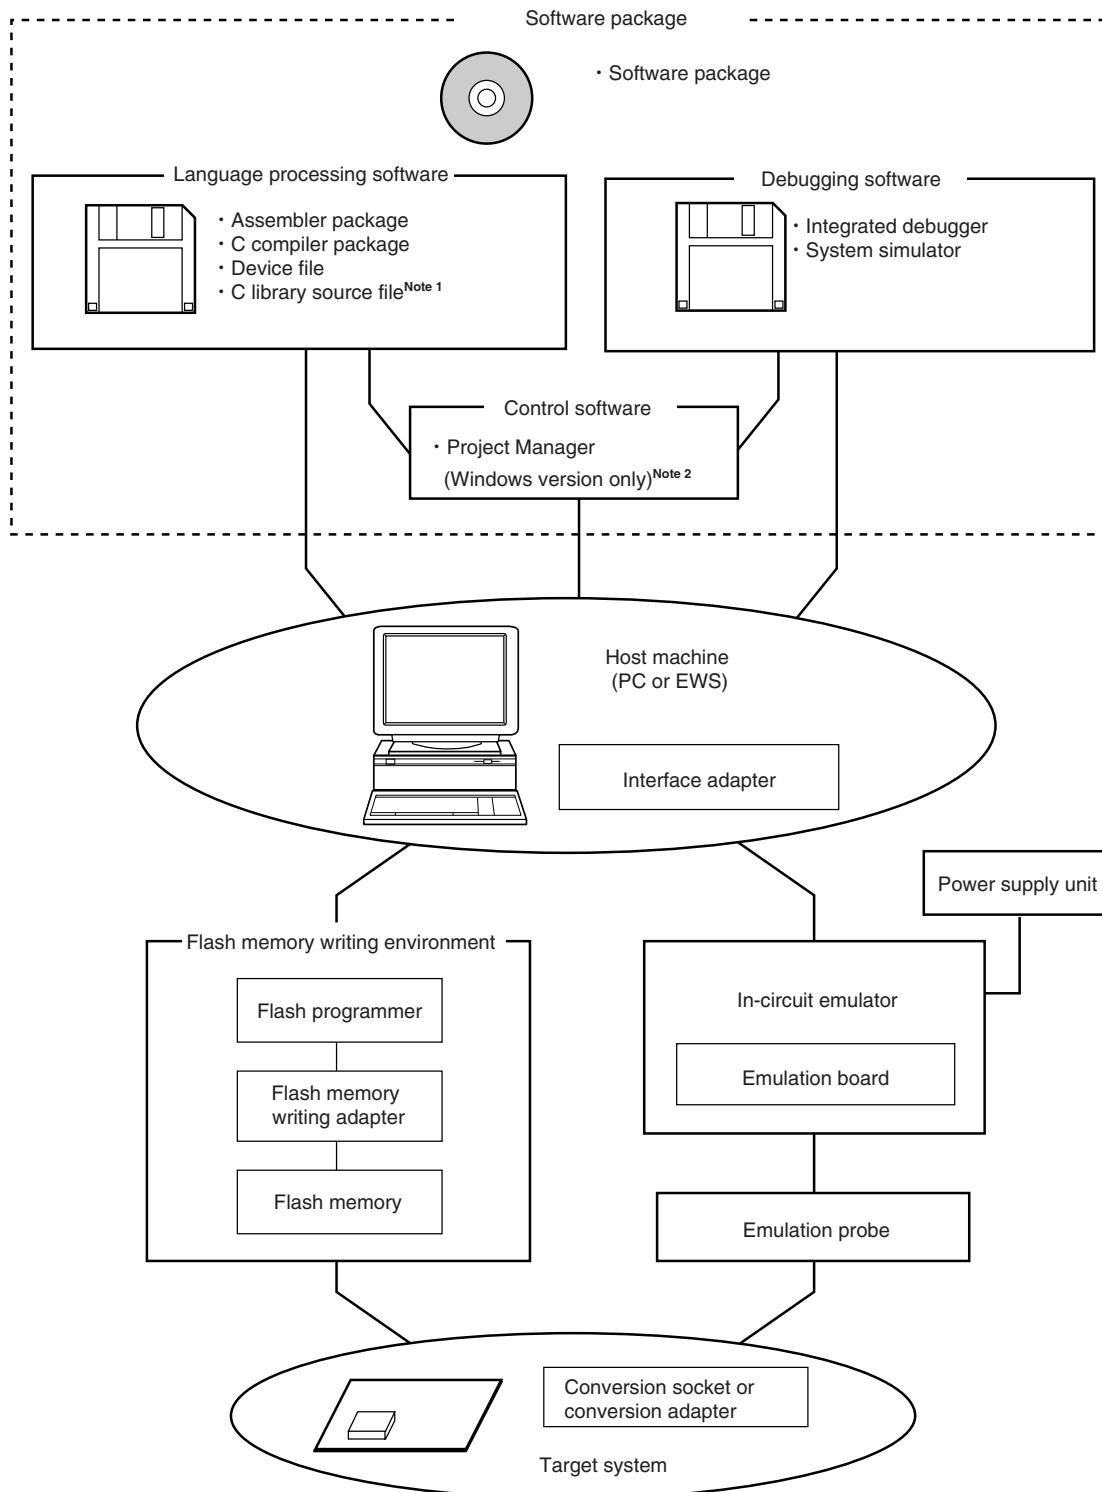 Software package
・Software package
Language processing software
・Assembler package
・C compiler package
・Device file
・C library source fileNote 1
Debugging software
・Integrated debugger
・System simulator
Control software
・Project Manager
(Windows version only)Note 2
Host machine
(PC or EWS)
Interface adapter
Power supply unit
Flash memory writing environment
Flash programmer
Flash memory
writing adapter
Flash memory
In-circuit emulator
Emulation board
Emulation probe
Conversion socket or
conversion adapter
Target system